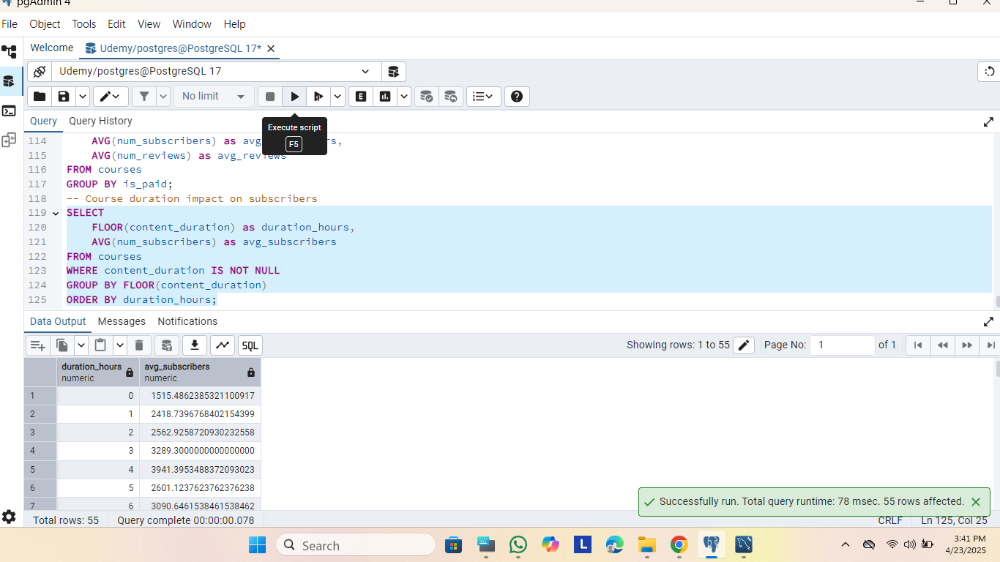 pgAdmin 4
File Object Tools Edit View Window Help
Welcome Udemy/postgres@PostgreSQL 17*
Udemy/postgres@PostgreSQL 17
No limit
E
Query Query History
Execute script
F5
114 AVG(num_subscribers) as avg rs,
115 AVG(num_reviews) as avg_reviews
116 FROM courses
117 GROUP BY is_paid;
118 -- Course duration impact on subscribers
119 SELECT
120 FLOOR(content_duration) as duration_hours,
121 AVG(num_subscribers) as avg_subscribers
122 FROM courses
123 WHERE content_duration IS NOT NULL
124 GROUP BY FLOOR(content_duration)
125 ORDER BY duration_hours;
Data Output Messages Notifications
SQL Showing rows: 1 to 55 Page No: 1 of 1
duration_hours avg_subscribers
numeric numeric
1 0 1515.4862385321100917
2 1 2418.7396768402154399
3 2 2562.9258720930232558
4 3 3289.3000000000000000
5 4 3941.3953488372093023
6 5 2601.1237623762376238
7 6 3090.6461538461538462
Successfully run. Total query runtime: 78 msec. 55 rows affected.
Total rows: 55 Query complete 00:00:00.078 CRLF Ln 125, Col 25
Search
L
3:41 PM
4/23/2025